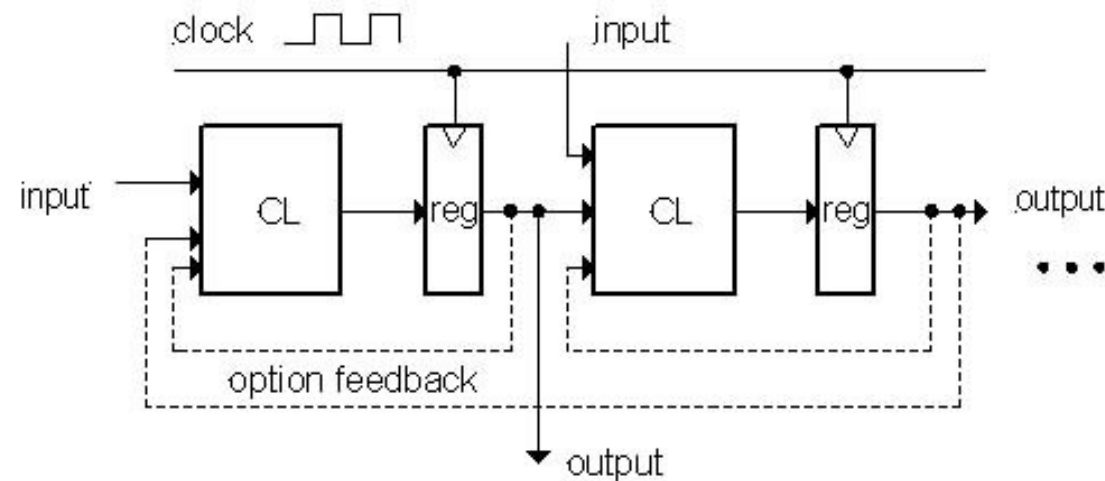 clock
input
input
CL
reg
CL
reg
output
option feedback
output